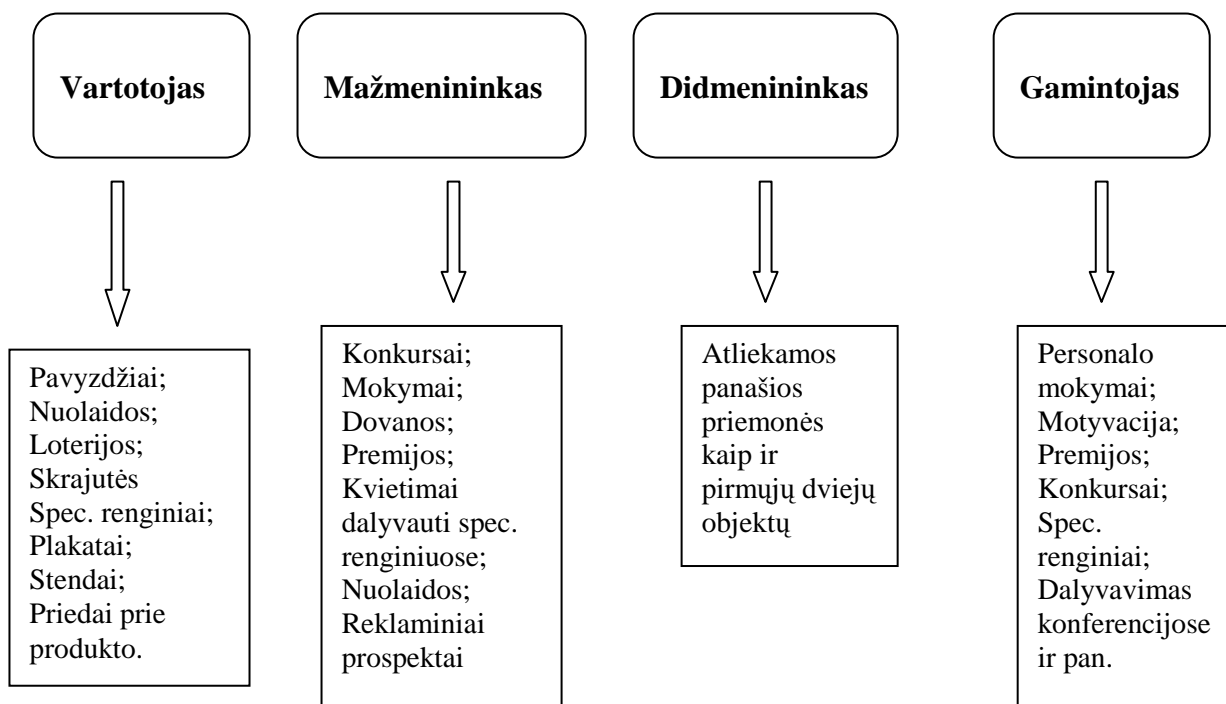 Vartotojas
Mažmenininkas
Didmenininkas
Gamintojas
Pavyzdžiai;
Nuolaidos;
Loterijos;
Skrajutės
Spec. renginiai;
Plakatai;
Stendai;
Priedai prie
produkto.
Konkursai;
Mokymai;
Dovanos;
Premijos;
Kvietimai
dalyvauti spec.
renginiuose;
Nuolaidos;
Reklaminiai
prospektai
Atliekamos
panašios
priemonės
kaip ir
pirmųjų dviejų
objektų
Personalo
mokymai;
Motyvacija;
Premijos;
Konkursai;
Spec.
renginiai;
Dalyvavimas
konferencijose
ir pan.